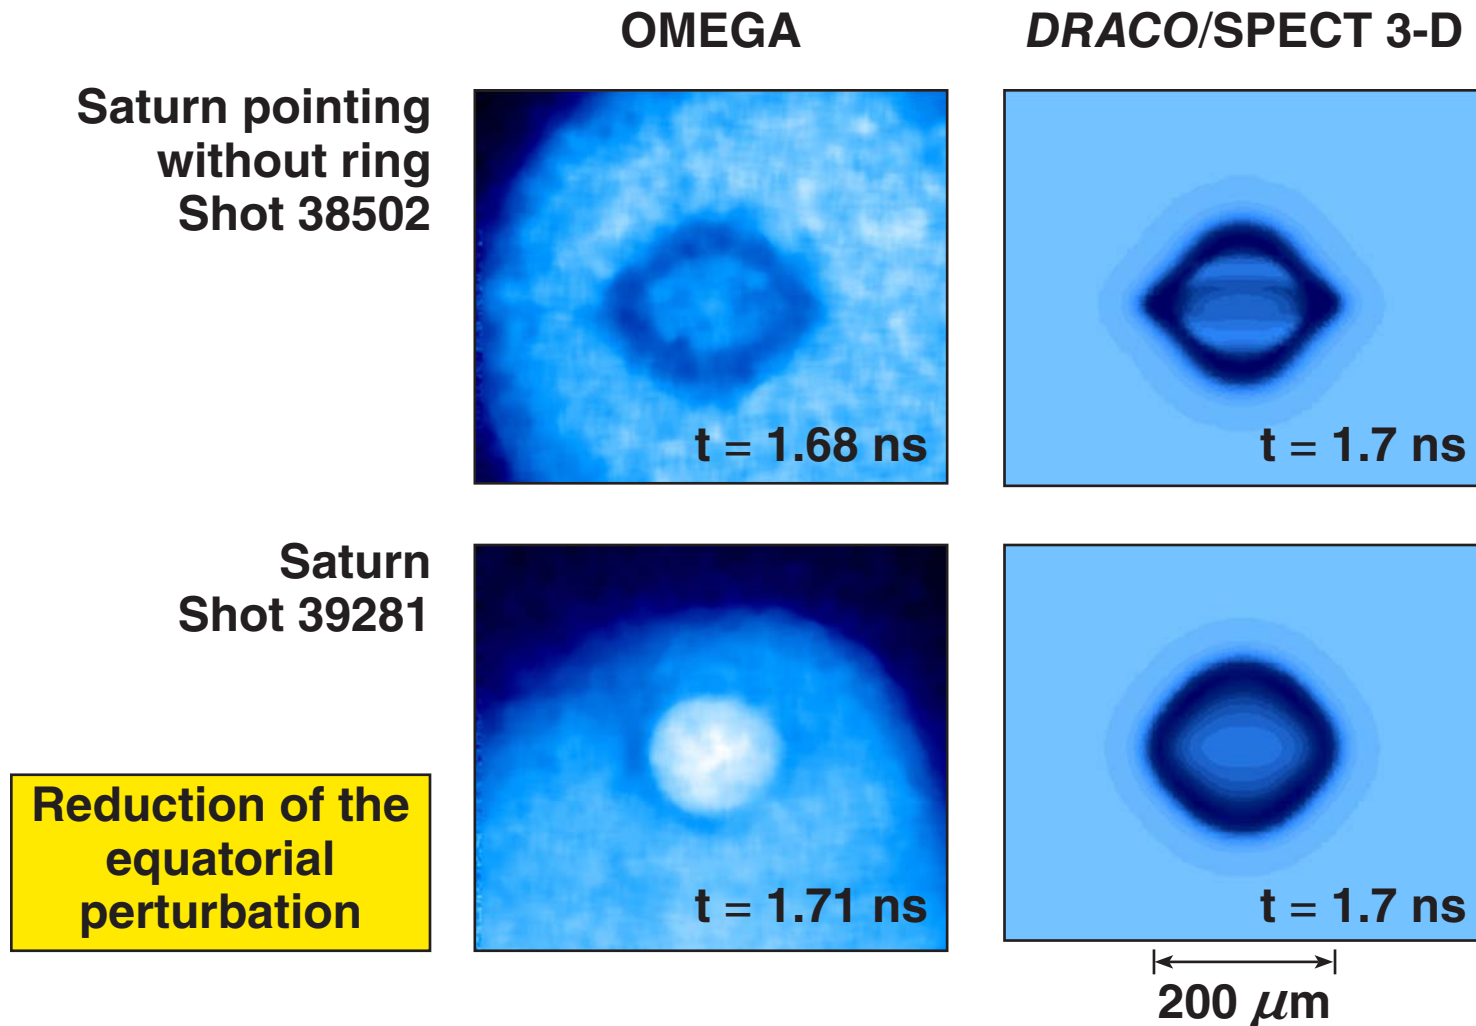 OMEGA
DRACO/SPECT 3-D
Saturn pointing
without ring
Shot 38502
t = 1.68 ns
t = 1.7 ns
Saturn
Shot 39281
Reduction of the
equatorial
perturbation
t = 1.71 ns
t = 1.7 ns
200 μm